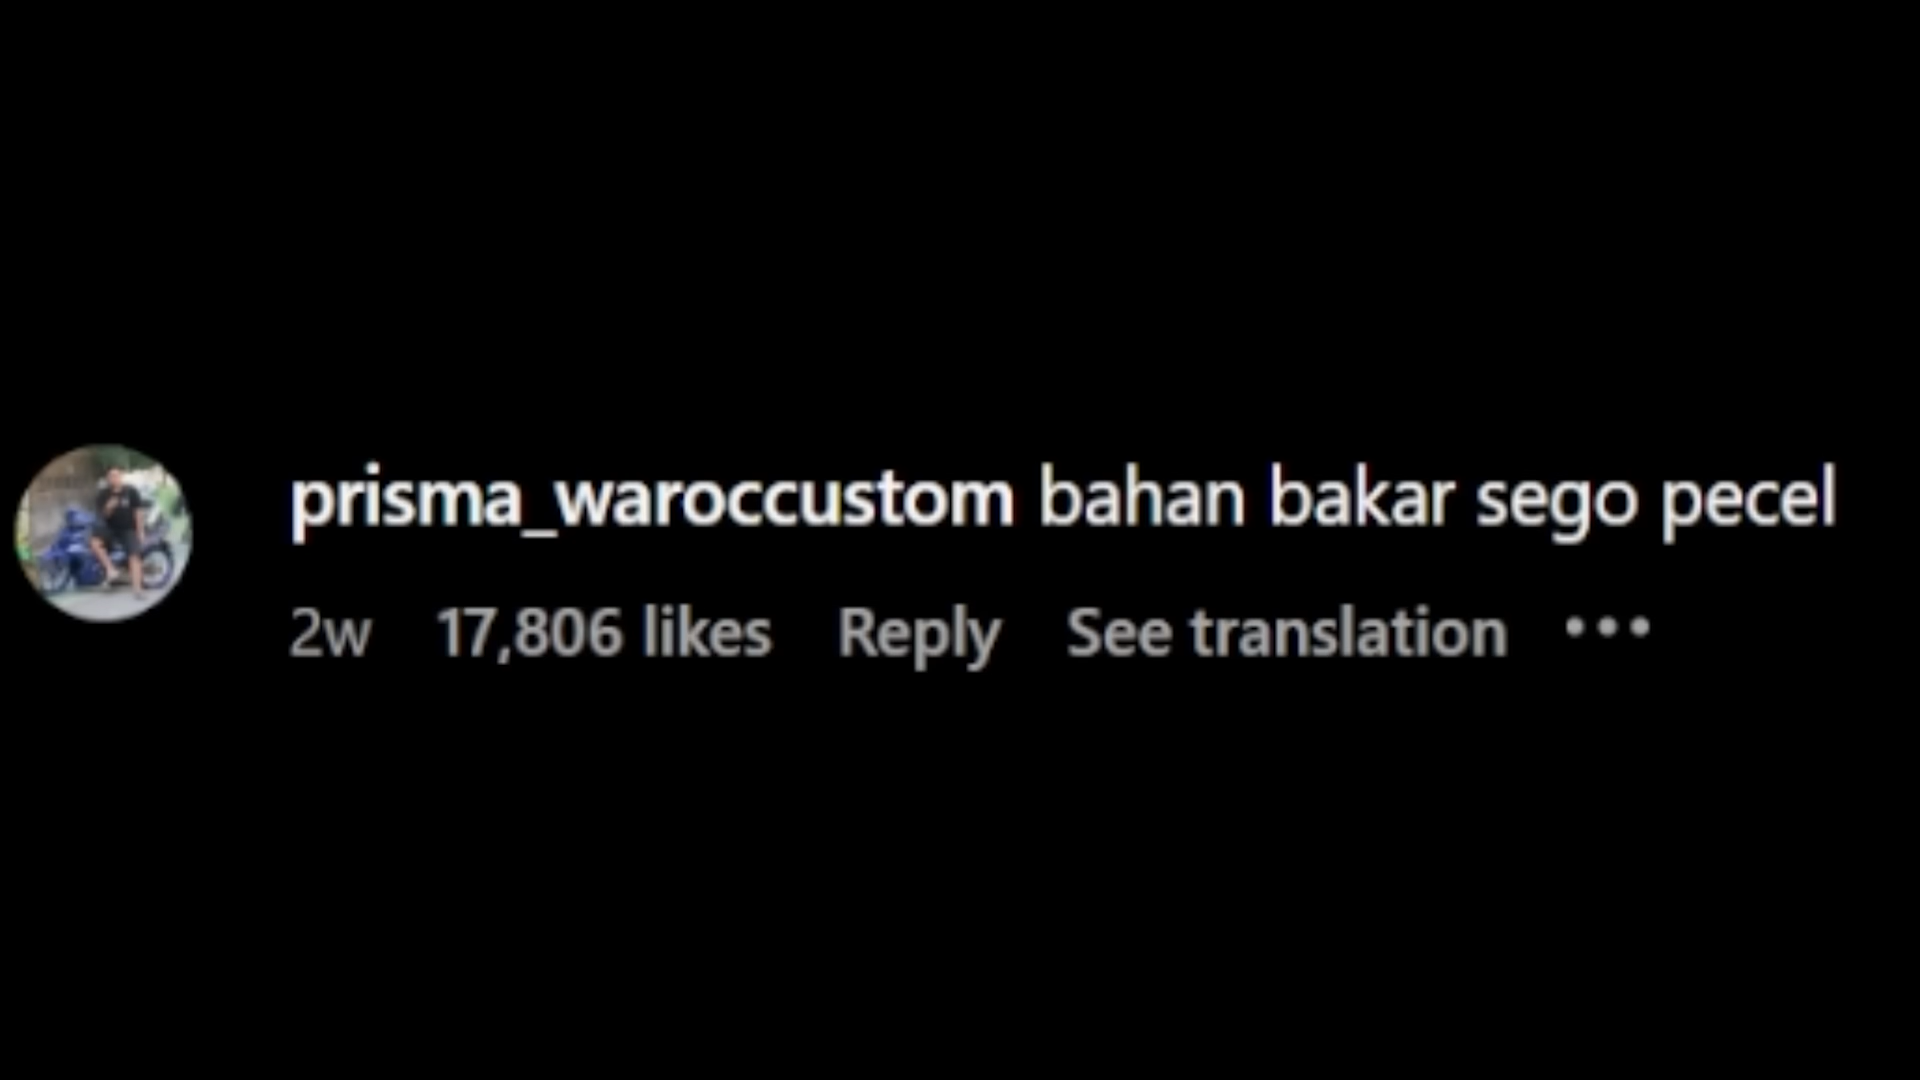 prisma_waroccustom bahan bakar sego pecel
2w 17,806 likes Reply See translation •••